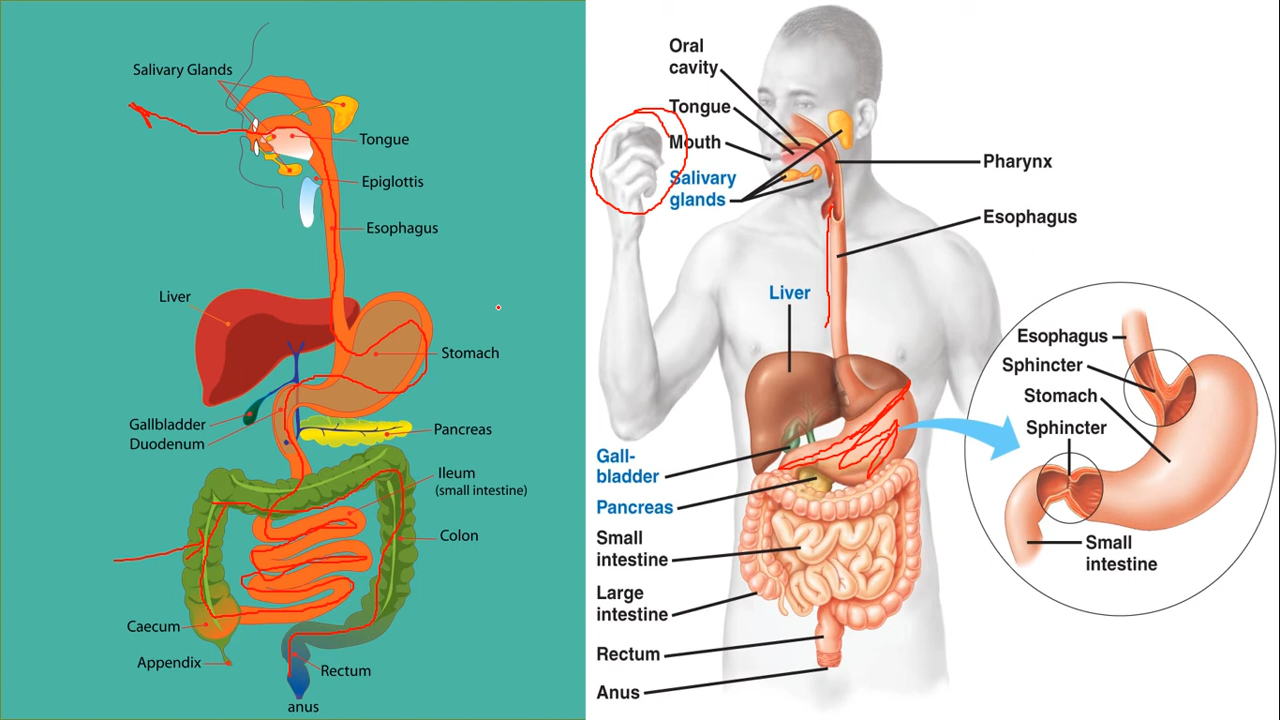 Salivary Glands
Tongue
Epiglottis
Esophagus
Liver
Stomach
Gallbladder
Duodenum
Pancreas
Ileum
(small intestine)
Colon
Caecum
Appendix
Rectum
anus
Oral
cavity
Tongue
Mouth
Salivary
glands
Pharynx
Esophagus
Liver
Gall-
bladder
Pancreas
Small
intestine
Large
intestine
Rectum
Anus
Esophagus
Sphincter
Stomach
Sphincter
Small
intestine